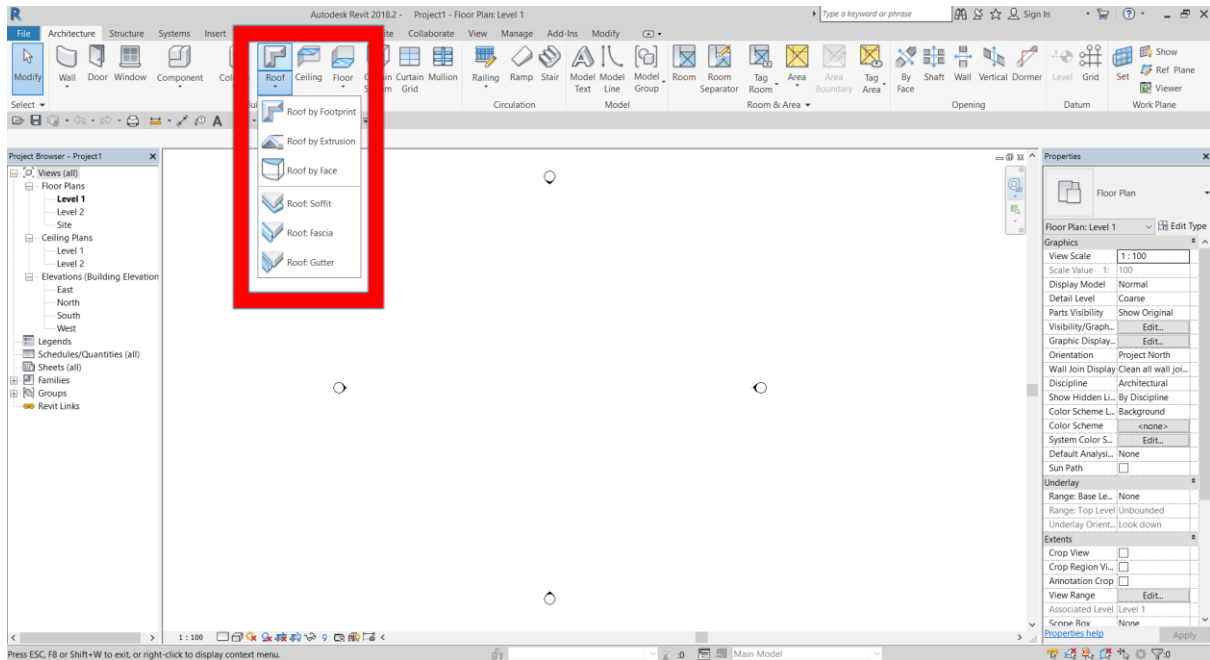 Autodesk Revit 2018.2 - Project1 - Floor Plan: Level 1
Type a keyword or phrase
Sign In
File Architecture Structure Systems Insert Collaborate View Manage Add-Ins Modify
Modify Wall Door Window Component Roof Ceiling Floor Curtain Mullion Railing Ramp Stair Model Model Model Room Room Tag Area Area Tag By Shaft Wall Vertical Dormer Level Grid Set Show
Grid Text Line Group Separator Room Boundary Area Face Ref Plane
Viewer
Select Circulation Model Room & Area Opening Datum Work Plane
Roof by Footprint
Roof by Extrusion
Roof by Face
Roof: Soffit
Roof: Fascia
Roof: Gutter
Project Browser - Project1
Views (all)
Floor Plans
Level 1
Level 2
Site
Ceiling Plans
Level 1
Level 2
Elevations (Building Elevation
East
North
South
West
Legends
Schedules/Quantities (all)
Sheets (all)
Families
Groups
Revit Links
Properties
Floor Plan
Floor Plan: Level 1 Edit Type
Graphics
View Scale 1 : 100
Scale Value 1: 100
Display Model Normal
Detail Level Coarse
Parts Visibility Show Original
Visibility/Graph... Edit...
Graphic Display... Edit...
Orientation Project North
Wall Join Display Clean all wall joi...
Discipline Architectural
Show Hidden Li... By Discipline
Color Scheme L... Background
Color Scheme <none>
System Color S... Edit...
Default Analysi... None
Sun Path
Underlay
Range: Base Le... None
Range: Top Level Unbounded
Underlay Orient... Look down
Extents
Crop View
Crop Region Vi...
Annotation Crop
View Range Edit...
Associated Level Level 1
Scope Box None
Properties help Apply
1 : 100
Press ESC, F8 or Shift+W to exit, or right-click to display context menu.
:0 Main Model :0